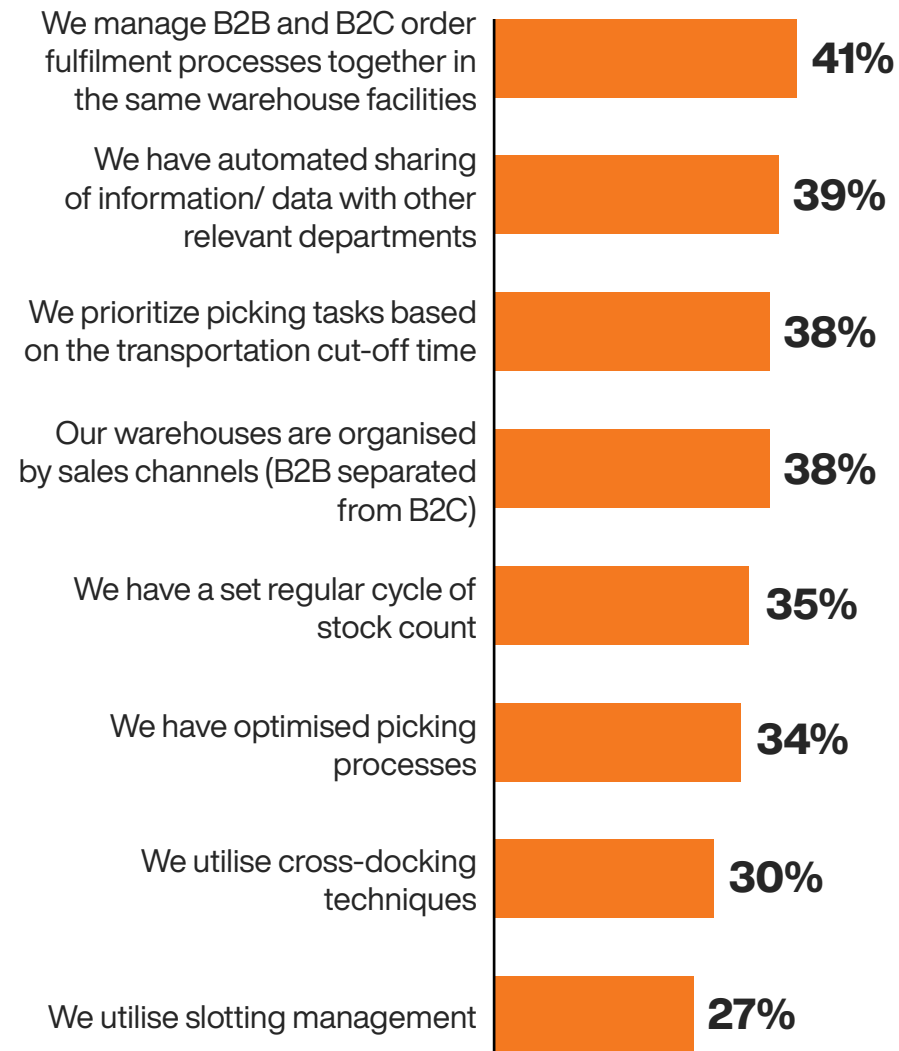 We manage B2B and B2C order
fulfilment processes together in
the same warehouse facilities
41%
We have automated sharing
of information/ data with other
relevant departments
39%
We prioritize picking tasks based
on the transportation cut-off time
38%
Our warehouses are organised
by sales channels (B2B separated
from B2C)
38%
We have a set regular cycle of
stock count
35%
We have optimised picking
processes
34%
We utilise cross-docking
techniques
30%
We utilise slotting management
27%